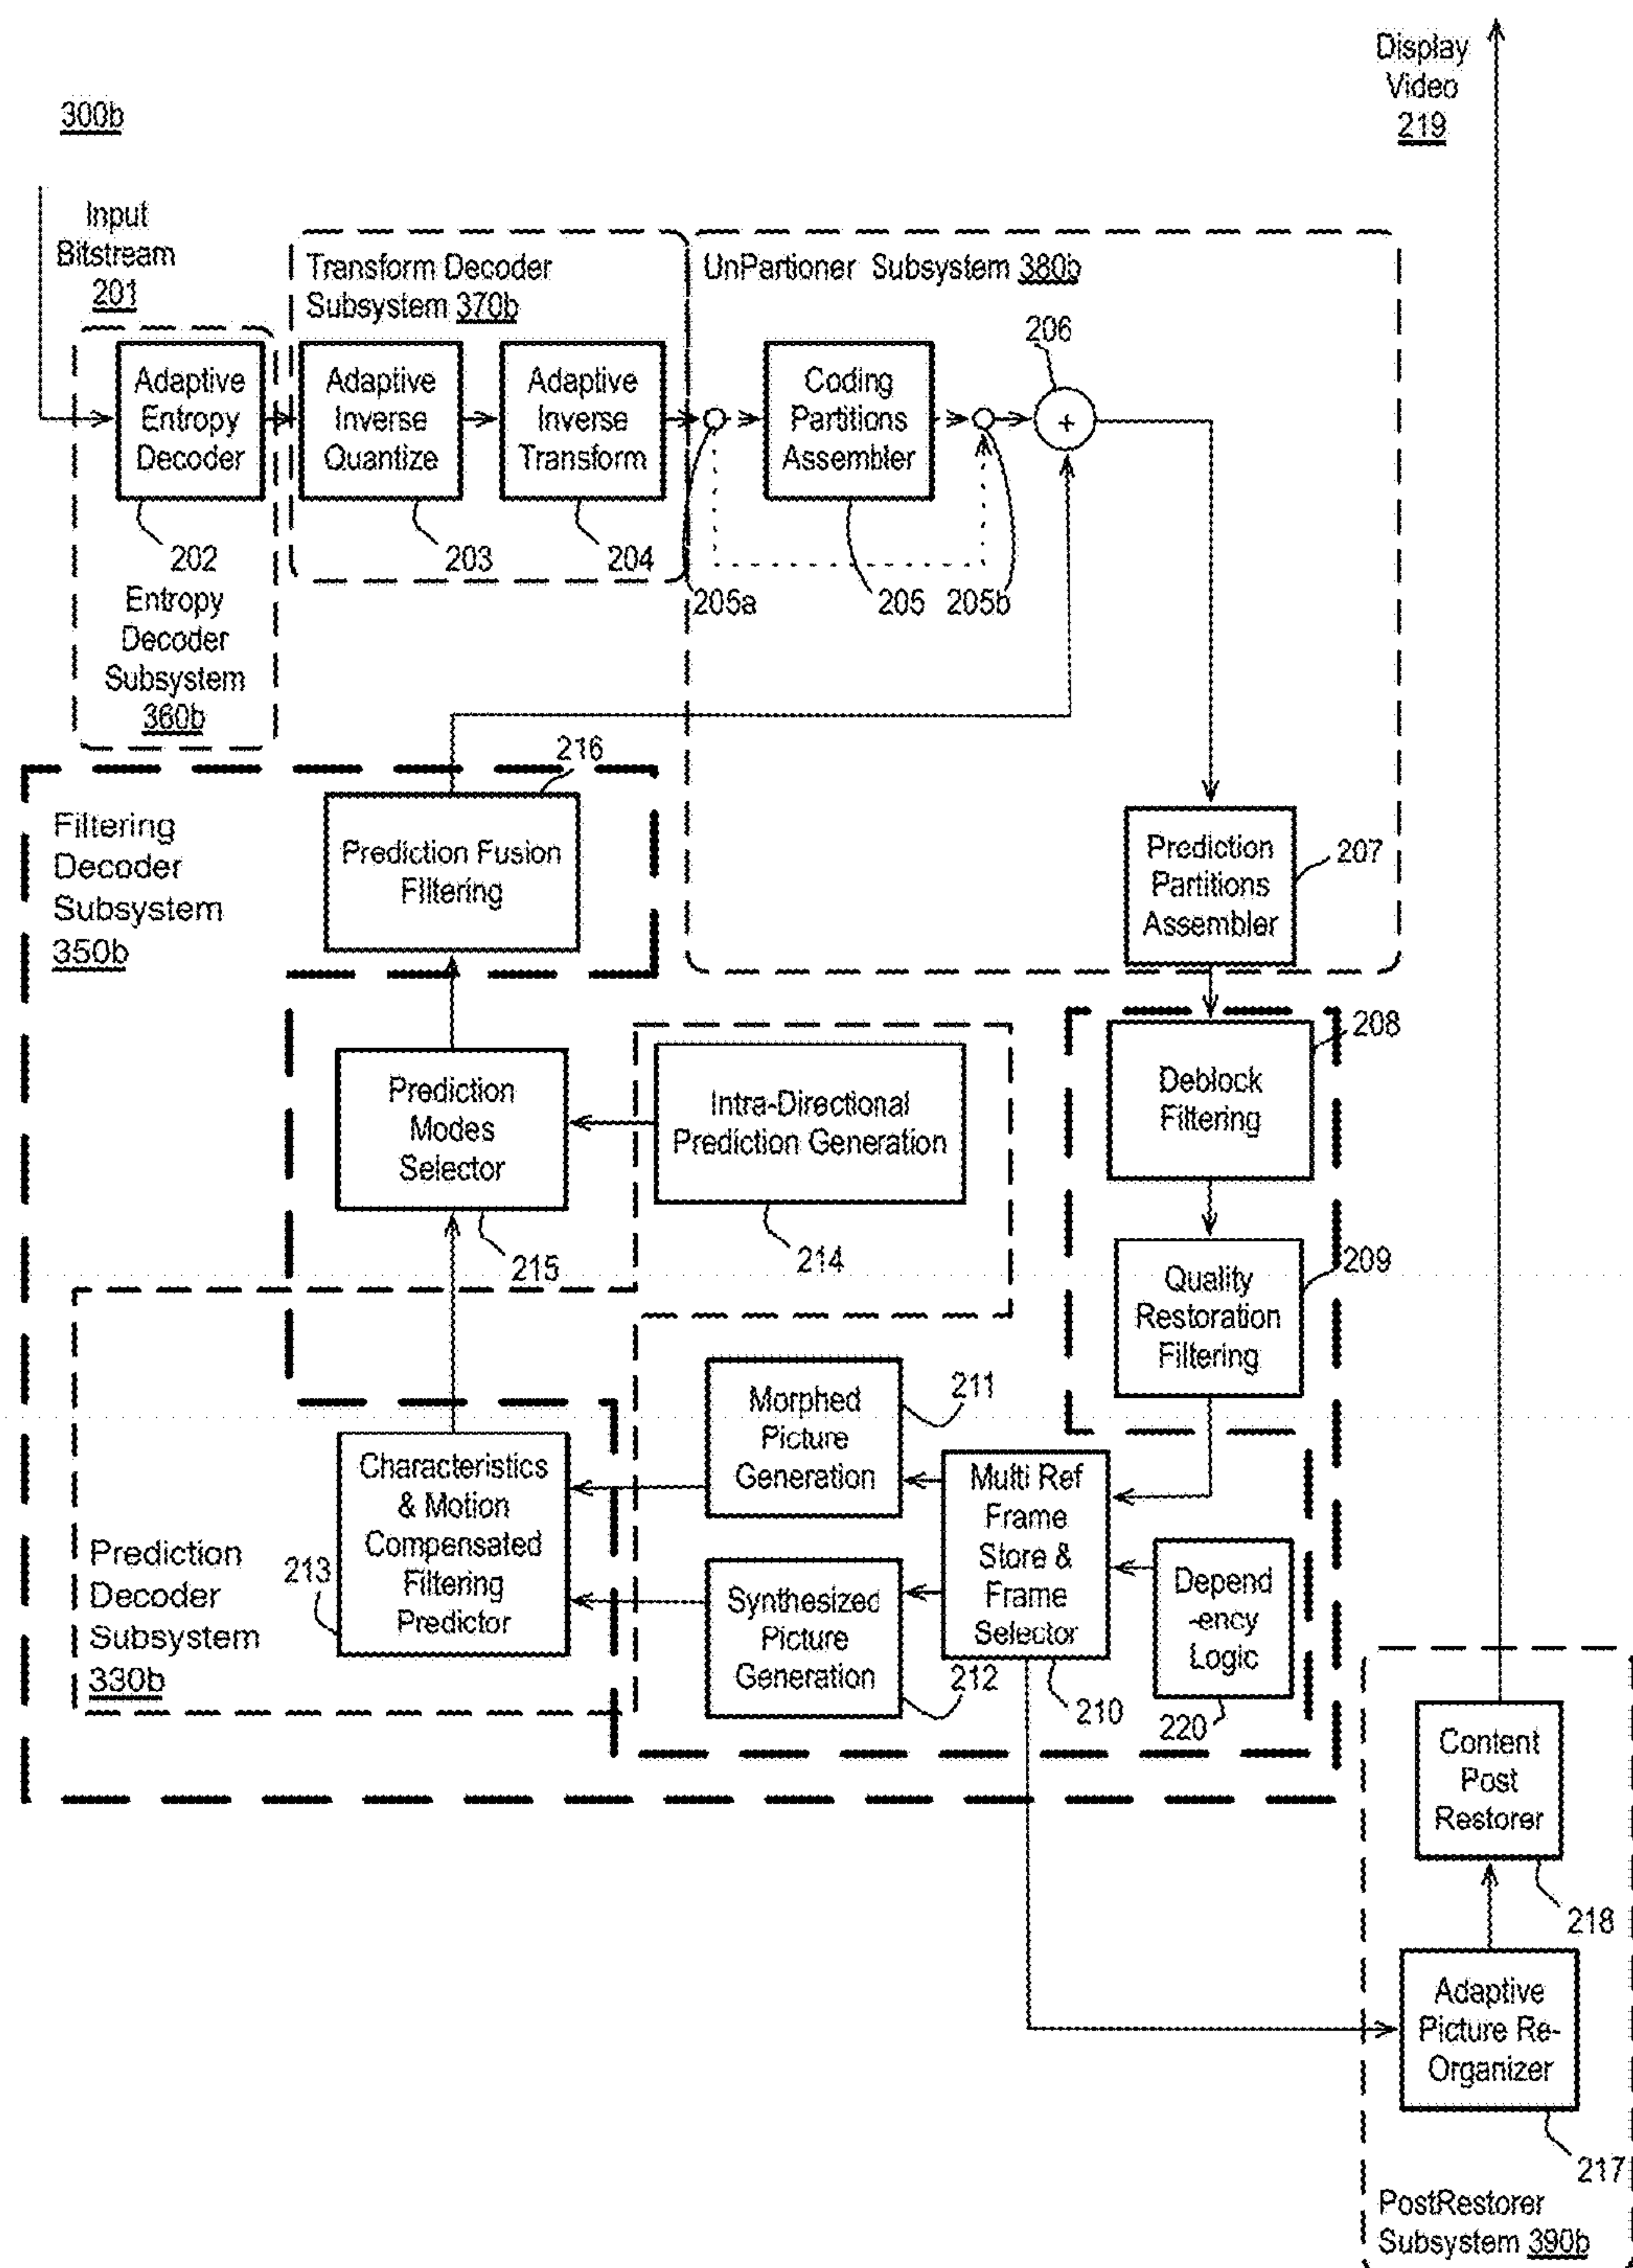 Display
Video
219
300b
Input
Bitstream
201
Transform Decoder
Subsystem 370b
UnPartioner Subsystem 380b
206
Adaptive
Entropy
Decoder
Adaptive
Inverse
Quantize
Adaptive
Inverse
Transform
Coding
Partitions
Assembler
+
202
203
204
205a
205
205b
Entropy
Decoder
Subsystem
360b
216
Filtering
Decoder
Subsystem
350b
Prediction Fusion
Filtering
Prediction
Partitions
Assembler
207
208
Prediction
Modes
Selector
Intra-Directional
Prediction Generation
Deblock
Filtering
215
214
209
Quality
Restoration
Filtering
211
Morphed
Picture
Generation
Characteristics
& Motion
Compensated
Filtering
Predictor
Multi Ref
Frame
Store &
Frame
Selector
Prediction
Decoder
Subsystem
330b
213
Synthesized
Picture
Generation
Depend
-ency
Logic
212
210
220
Content
Post
Restorer
218
Adaptive
Picture Re-
Organizer
217
PostRestorer
Subsystem 390b